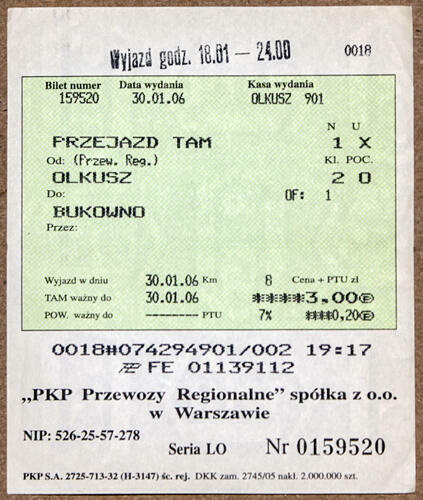 Wyjazd godz. 18.01 — 24.00 0018
Bilet numer Data wydania Kasa wydania
159520 30.01.06 OLKUSZ 901
N U
PRZEJAZD TAM 1 X
Od: (Przew. Reg.) Kl. POC.
OLKUSZ 2 O
Do: OF: 1
BUKOWNO
Przez:
Wyjazd w dniu 30.01.06 Km 8 Cena + PTU zł
TAM ważny do 30.01.06 ****3,00
POW. ważny do -------- PTU 7% ****0,20
0018#074294901/002 19:17
FE 01139112
„PKP Przewozy Regionalne” spółka z o.o.
w Warszawie
NIP: 526-25-57-278
Seria LO Nr 0159520
PKP S.A. 2725-713-32 (H-3147) śc. rej. DKK zam. 2745/05 nakł. 2.000.000 szt.